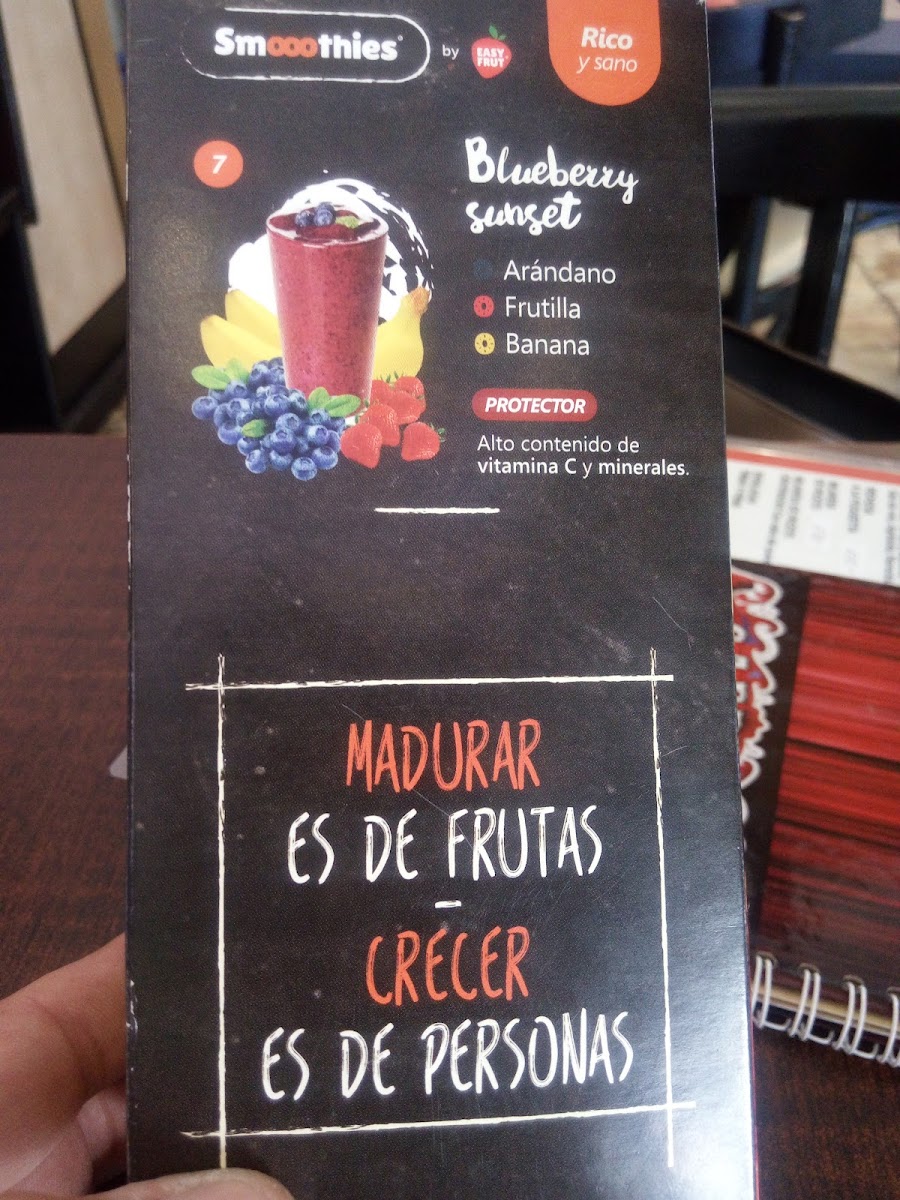 Smooothies®
by
EASY
FRUT
Rico
y sano
7
Blueberry
sunset
Arándano
Frutilla
Banana
PROTECTOR
Alto contenido de
vitamina C y minerales.
MADURAR
ES DE FRUTAS
-
CRECER
ES DE PERSONAS